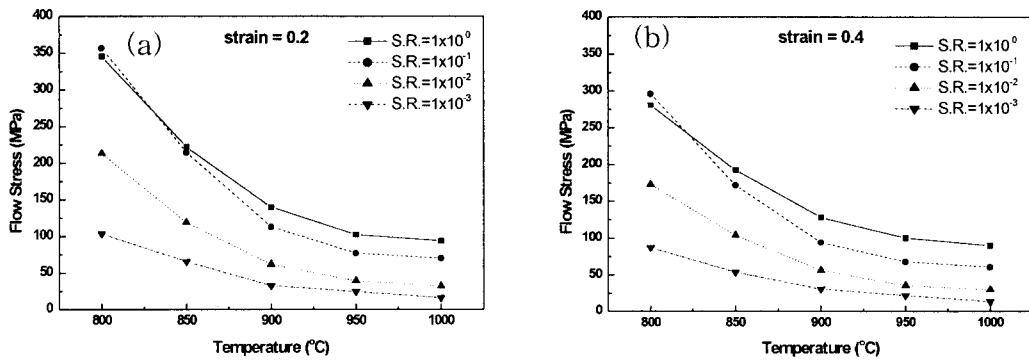 (a)
strain = 0.2
S.R.=1x10⁰
S.R.=1x10⁻¹
S.R.=1x10⁻²
S.R.=1x10⁻³
Flow Stress (MPa)
400
350
300
250
200
150
100
50
0
800
850
900
950
1000
Temperature (°C)
(b)
strain = 0.4
S.R.=1x10⁰
S.R.=1x10⁻¹
S.R.=1x10⁻²
S.R.=1x10⁻³
Flow Stress (MPa)
400
350
300
250
200
150
100
50
0
800
850
900
950
1000
Temperature (°C)